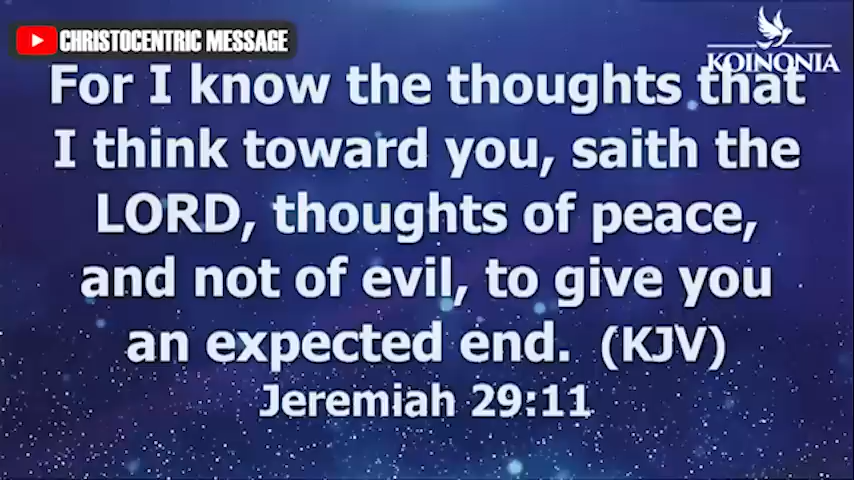 CHRISTOCENTRIC MESSAGE
KOINONIA
For I know the thoughts that
I think toward you, saith the
LORD, thoughts of peace,
and not of evil, to give you
an expected end. (KJV)
Jeremiah 29:11